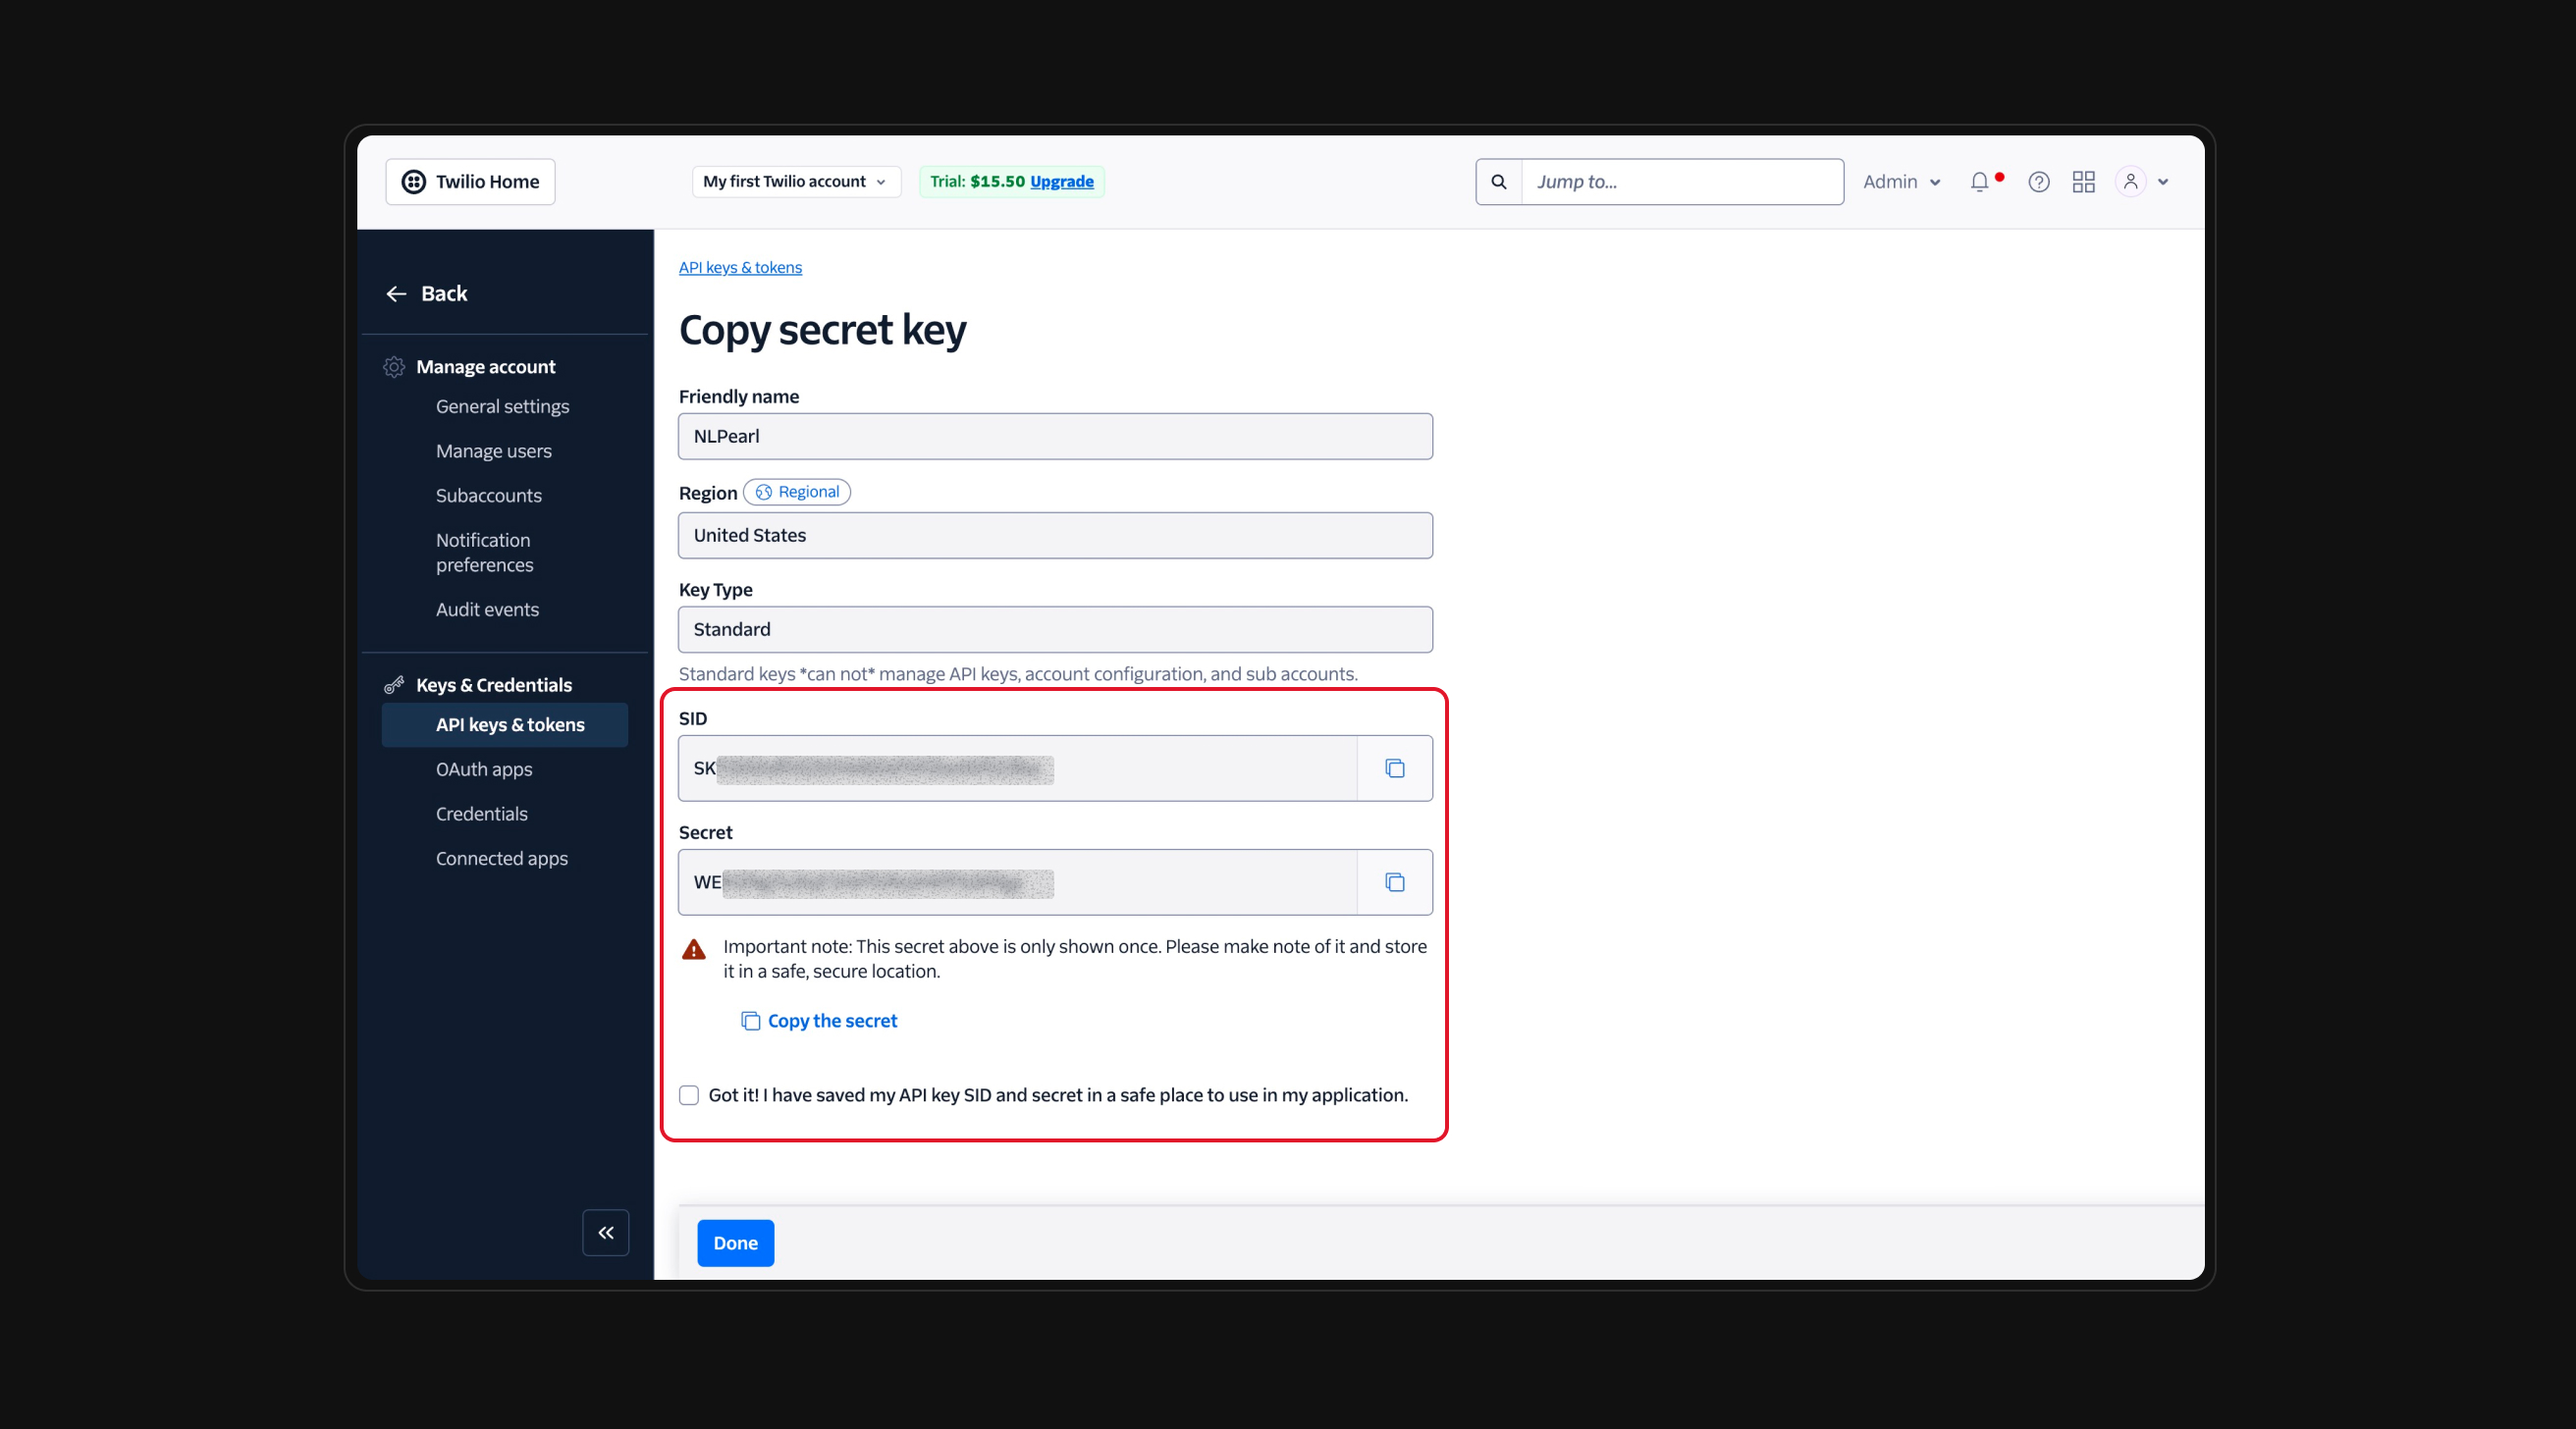 Twilio Home
My first Twilio account
Trial: $15.50 Upgrade
Jump to...
Admin
Back
Manage account
General settings
Manage users
Subaccounts
Notification
preferences
Audit events
Keys & Credentials
API keys & tokens
OAuth apps
Credentials
Connected apps
API keys & tokens
Copy secret key
Friendly name
NLPearl
Region Regional
United States
Key Type
Standard
Standard keys *can not* manage API keys, account configuration, and sub accounts.
SID
SK
Secret
WE
Important note: This secret above is only shown once. Please make note of it and store
it in a safe, secure location.
Copy the secret
Got it! I have saved my API key SID and secret in a safe place to use in my application.
Done